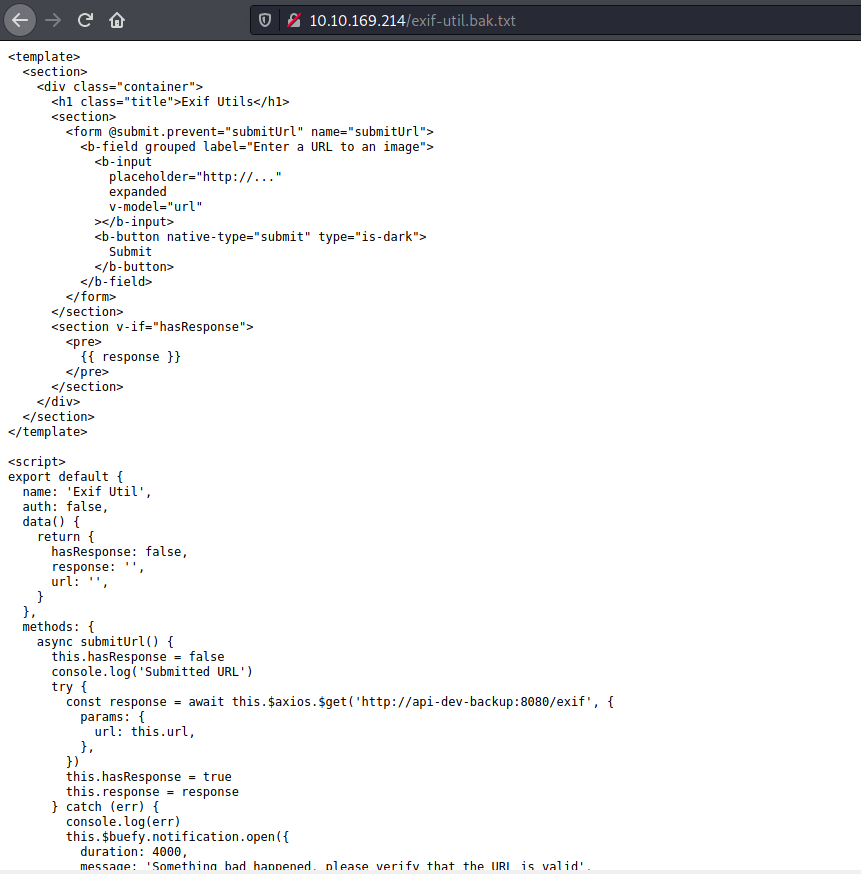 10.10.169.214/exif-util.bak.txt
<template>
  <section>
    <div class="container">
      <h1 class="title">Exif Utils</h1>
      <section>
        <form @submit.prevent="submitUrl" name="submitUrl">
          <b-field grouped label="Enter a URL to an image">
            <b-input
              placeholder="http://..."
              expanded
              v-model="url"
            ></b-input>
            <b-button native-type="submit" type="is-dark">
              Submit
            </b-button>
          </b-field>
        </form>
      </section>
      <section v-if="hasResponse">
        <pre>
          {{ response }}
        </pre>
      </section>
    </div>
  </section>
</template>

<script>
export default {
  name: 'Exif Util',
  auth: false,
  data() {
    return {
      hasResponse: false,
      response: '',
      url: '',
    }
  },
  methods: {
    async submitUrl() {
      this.hasResponse = false
      console.log('Submitted URL')
      try {
        const response = await this.$axios.$get('http://api-dev-backup:8080/exif', {
          params: {
            url: this.url,
          },
        })
        this.hasResponse = true
        this.response = response
      } catch (err) {
        console.log(err)
        this.$buefy.notification.open({
          duration: 4000,
          message: 'Something bad happened, please verify that the URL is valid',